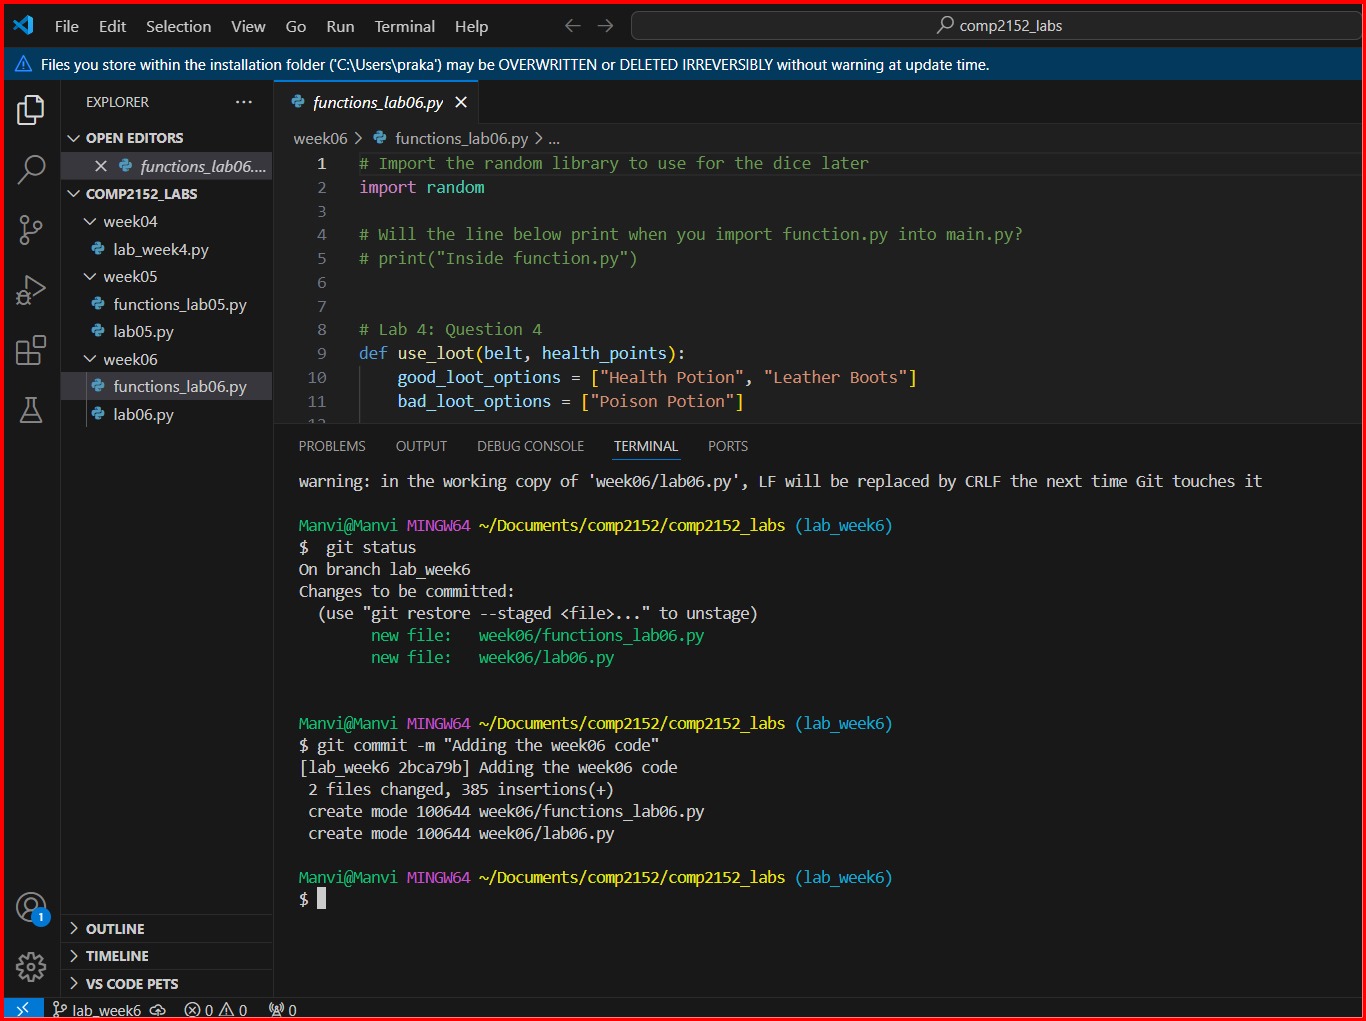 File Edit Selection View Go Run Terminal Help
comp2152_labs
Files you store within the installation folder ('C:\Users\praka') may be OVERWRITTEN or DELETED IRREVERSIBLY without warning at update time.
EXPLORER ...
OPEN EDITORS
functions_lab06....
COMP2152_LABS
week04
lab_week4.py
week05
functions_lab05.py
lab05.py
week06
functions_lab06.py
lab06.py
1
OUTLINE
TIMELINE
VS CODE PETS
functions_lab06.py
week06 > functions_lab06.py > ...
1 # Import the random library to use for the dice later
2 import random
3
4 # Will the line below print when you import function.py into main.py?
5 # print("Inside function.py")
6
7
8 # Lab 4: Question 4
9 def use_loot(belt, health_points):
10 good_loot_options = ["Health Potion", "Leather Boots"]
11 bad_loot_options = ["Poison Potion"]
PROBLEMS OUTPUT DEBUG CONSOLE TERMINAL PORTS
warning: in the working copy of 'week06/lab06.py', LF will be replaced by CRLF the next time Git touches it
Manvi@Manvi MINGW64 ~/Documents/comp2152/comp2152_labs (lab_week6)
$  git status
On branch lab_week6
Changes to be committed:
(use "git restore --staged <file>..." to unstage)
new file: week06/functions_lab06.py
new file: week06/lab06.py
Manvi@Manvi MINGW64 ~/Documents/comp2152/comp2152_labs (lab_week6)
$ git commit -m "Adding the week06 code"
[lab_week6 2bca79b] Adding the week06 code
2 files changed, 385 insertions(+)
create mode 100644 week06/functions_lab06.py
create mode 100644 week06/lab06.py
Manvi@Manvi MINGW64 ~/Documents/comp2152/comp2152_labs (lab_week6)
$
lab_week6 0 0 0